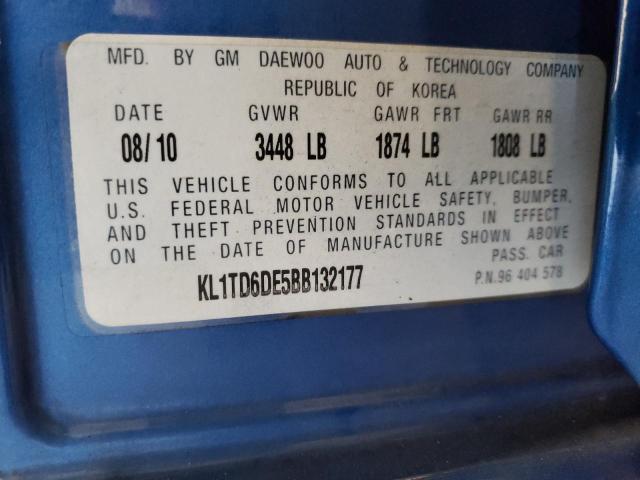 MFD. BY GM DAEWOO AUTO & TECHNOLOGY COMPANY
REPUBLIC OF KOREA
DATE GVWR GAWR FRT GAWR RR
08/10 3448 LB 1874 LB 1808 LB
THIS VEHICLE CONFORMS TO ALL APPLICABLE
U.S. FEDERAL MOTOR VEHICLE SAFETY, BUMPER,
AND THEFT PREVENTION STANDARDS IN EFFECT
ON THE DATE OF MANUFACTURE SHOWN ABOVE
PASS. CAR
KL1TD6DE5BB132177
P.N.96 404 578